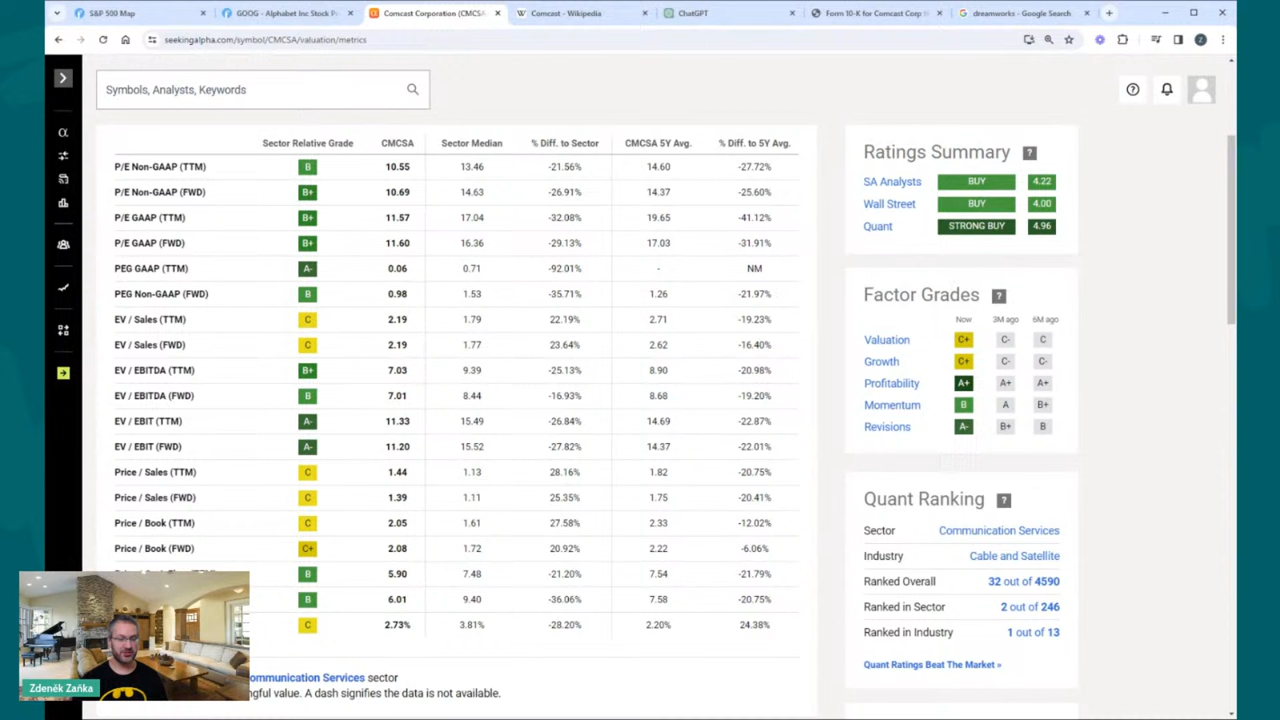 S&P 500 Map
GOOG - Alphabet Inc Stock P
Comcast Corporation (CMCSA
Comcast - Wikipedia
ChatGPT
Form 10-K for Comcast Corp
dreamworks - Google Search
seekingalpha.com/symbol/CMCSA/valuation/metrics
Symbols, Analysts, Keywords
Sector Relative Grade CMCSA Sector Median % Diff. to Sector CMCSA 5Y Avg. % Diff. to 5Y Avg.
P/E Non-GAAP (TTM) B 10.55 13.46 -21.56% 14.60 -27.72%
P/E Non-GAAP (FWD) B+ 10.69 14.63 -26.91% 14.37 -25.60%
P/E GAAP (TTM) B+ 11.57 17.04 -32.08% 19.65 -41.12%
P/E GAAP (FWD) B+ 11.60 16.36 -29.13% 17.03 -31.91%
PEG GAAP (TTM) A- 0.06 0.71 -92.01% - NM
PEG Non-GAAP (FWD) B 0.98 1.53 -35.71% 1.26 -21.97%
EV / Sales (TTM) C 2.19 1.79 22.19% 2.71 -19.23%
EV / Sales (FWD) C 2.19 1.77 23.64% 2.62 -16.40%
EV / EBITDA (TTM) B+ 7.03 9.39 -25.13% 8.90 -20.98%
EV / EBITDA (FWD) B 7.01 8.44 -16.93% 8.68 -19.20%
EV / EBIT (TTM) A- 11.33 15.49 -26.84% 14.69 -22.87%
EV / EBIT (FWD) A- 11.20 15.52 -27.82% 14.37 -22.01%
Price / Sales (TTM) C 1.44 1.13 28.16% 1.82 -20.75%
Price / Sales (FWD) C 1.39 1.11 25.35% 1.75 -20.41%
Price / Book (TTM) C 2.05 1.61 27.58% 2.33 -12.02%
Price / Book (FWD) C+ 2.08 1.72 20.92% 2.22 -6.06%
B 5.90 7.48 -21.20% 7.54 -21.79%
B 6.01 9.40 -36.06% 7.58 -20.75%
C 2.73% 3.81% -28.20% 2.20% 24.38%
ommunication Services sector
ngful value. A dash signifies the data is not available.
Ratings Summary ?
SA Analysts BUY 4.22
Wall Street BUY 4.00
Quant STRONG BUY 4.96
Factor Grades ?
Now 3M ago 6M ago
Valuation C+ C- C
Growth C+ C- C-
Profitability A+ A+ A+
Momentum B A B+
Revisions A- B+ B
Quant Ranking ?
Sector Communication Services
Industry Cable and Satellite
Ranked Overall 32 out of 4590
Ranked in Sector 2 out of 246
Ranked in Industry 1 out of 13
Quant Ratings Beat The Market »
Zdeněk Zaňka